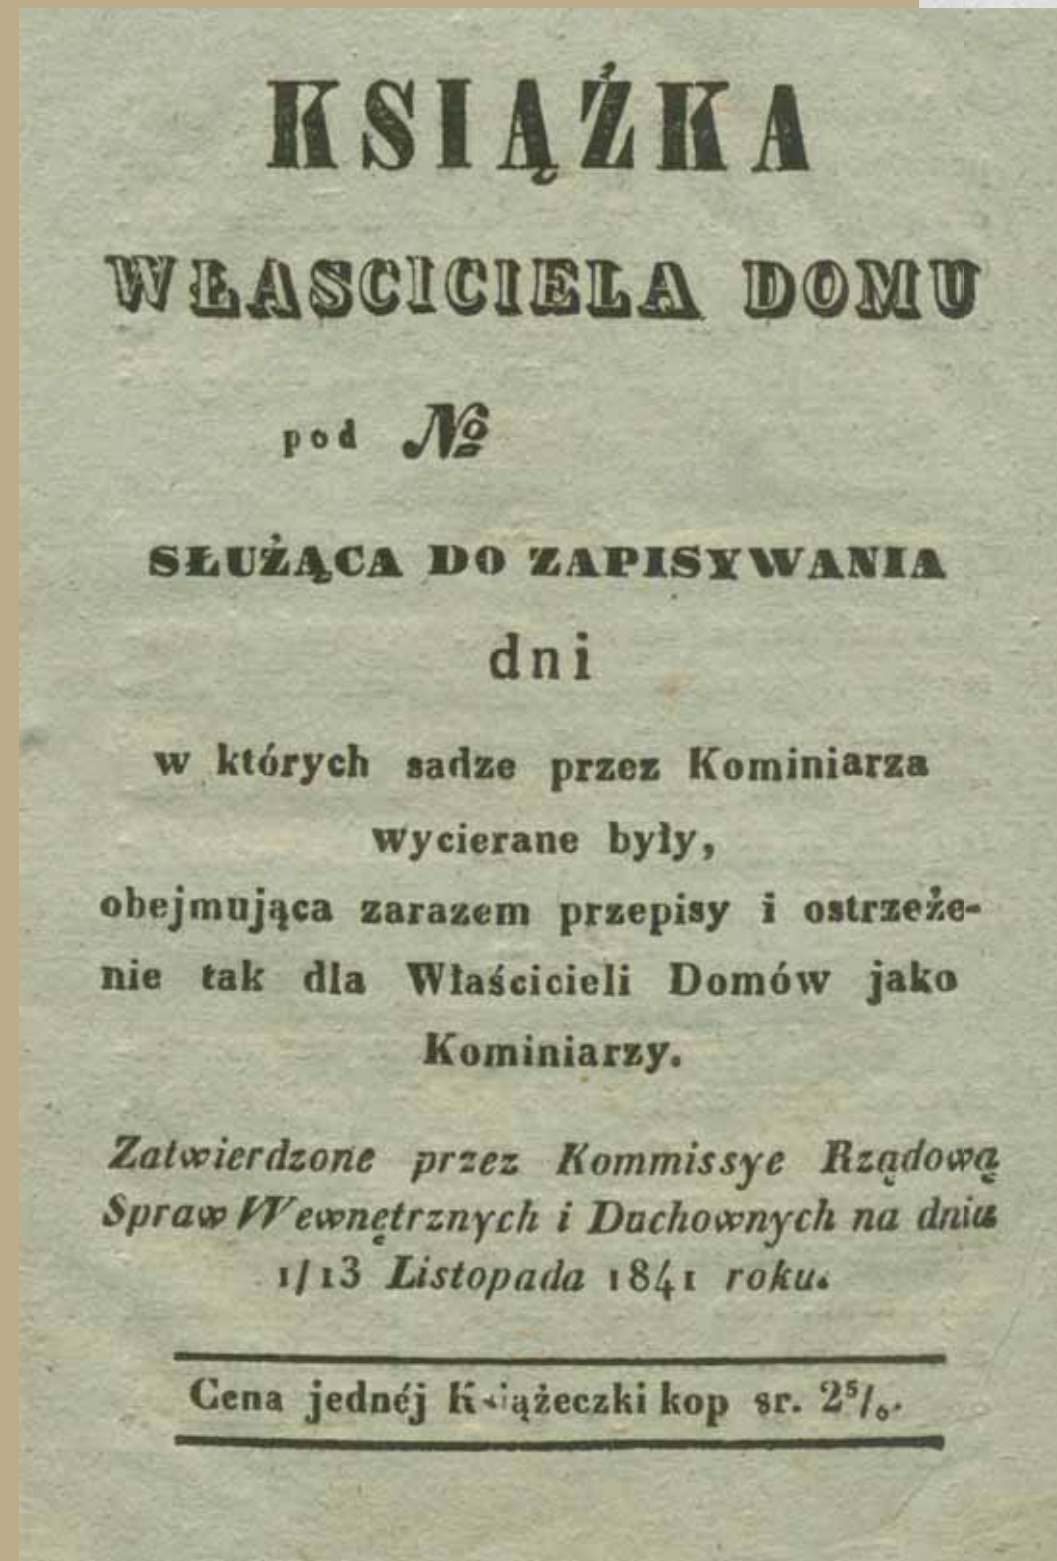 KSIĄŻKA
WŁASCICIELA DOMU
pod №
SŁUŻĄCA DO ZAPISYWANIA
dni
w których sadze przez Kominiarza
wycierane były,
obejmująca zarazem przepisy i ostrzeże-
nie tak dla Właścicieli Domów jako
Kominiarzy.
Zatwierdzone przez Kommissye Rządową
Spraw Wewnętrznych i Duchownych na dniu
1/13 Listopada 1841 roku.
Cena jednéj Książeczki kop sr. 2⁵/₆.